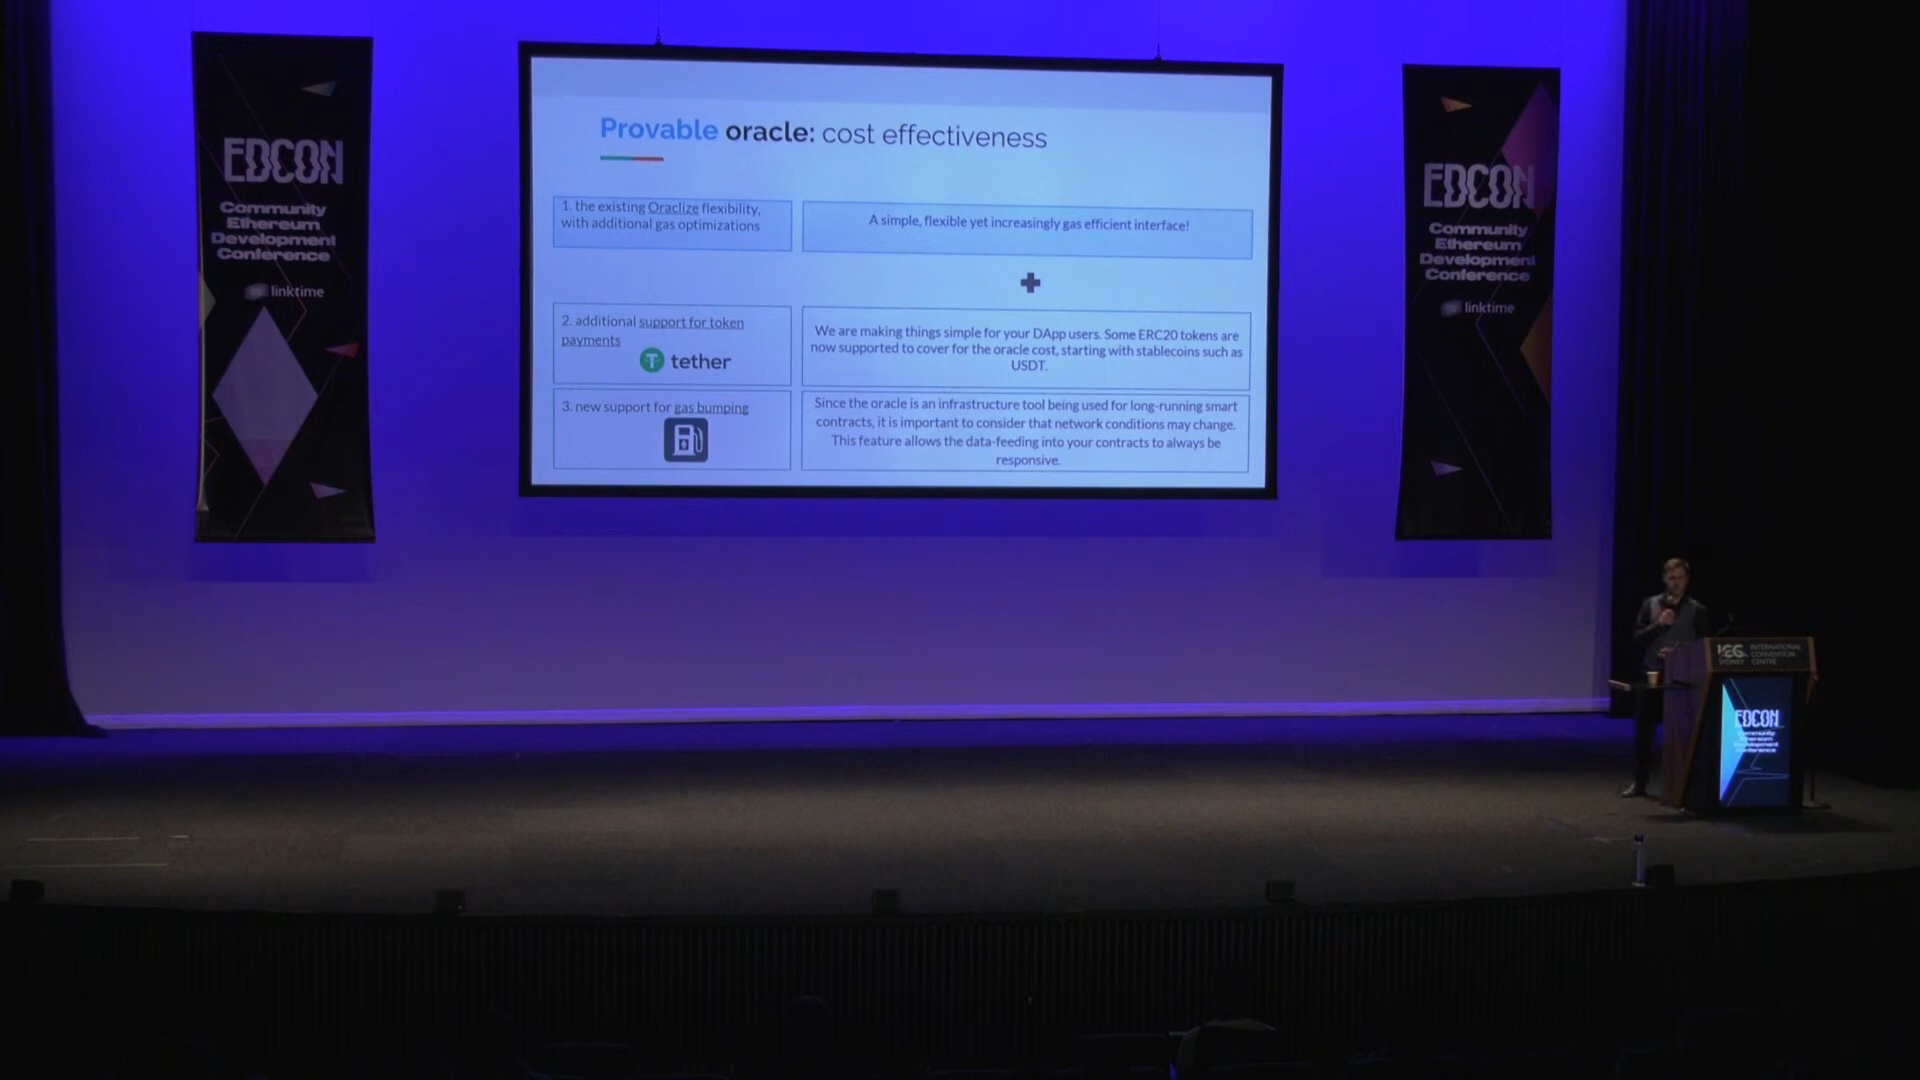 EDCON
Community
Ethereum
Development
Conference
linktime
Provable oracle: cost effectiveness
1. the existing Oraclize flexibility,
with additional gas optimizations
A simple, flexible yet increasingly gas efficient interface!
2. additional support for token
payments
tether
We are making things simple for your DApp users. Some ERC20 tokens are
now supported to cover for the oracle cost, starting with stablecoins such as
USDT.
3. new support for gas bumping
Since the oracle is an infrastructure tool being used for long-running smart
contracts, it is important to consider that network conditions may change.
This feature allows the data-feeding into your contracts to always be
responsive.
EDCON
Community
Ethereum
Development
Conference
linktime
INTERNATIONAL
CONVENTION
SYDNEY CENTRE
EDCON
Community
Ethereum
Development
Conference